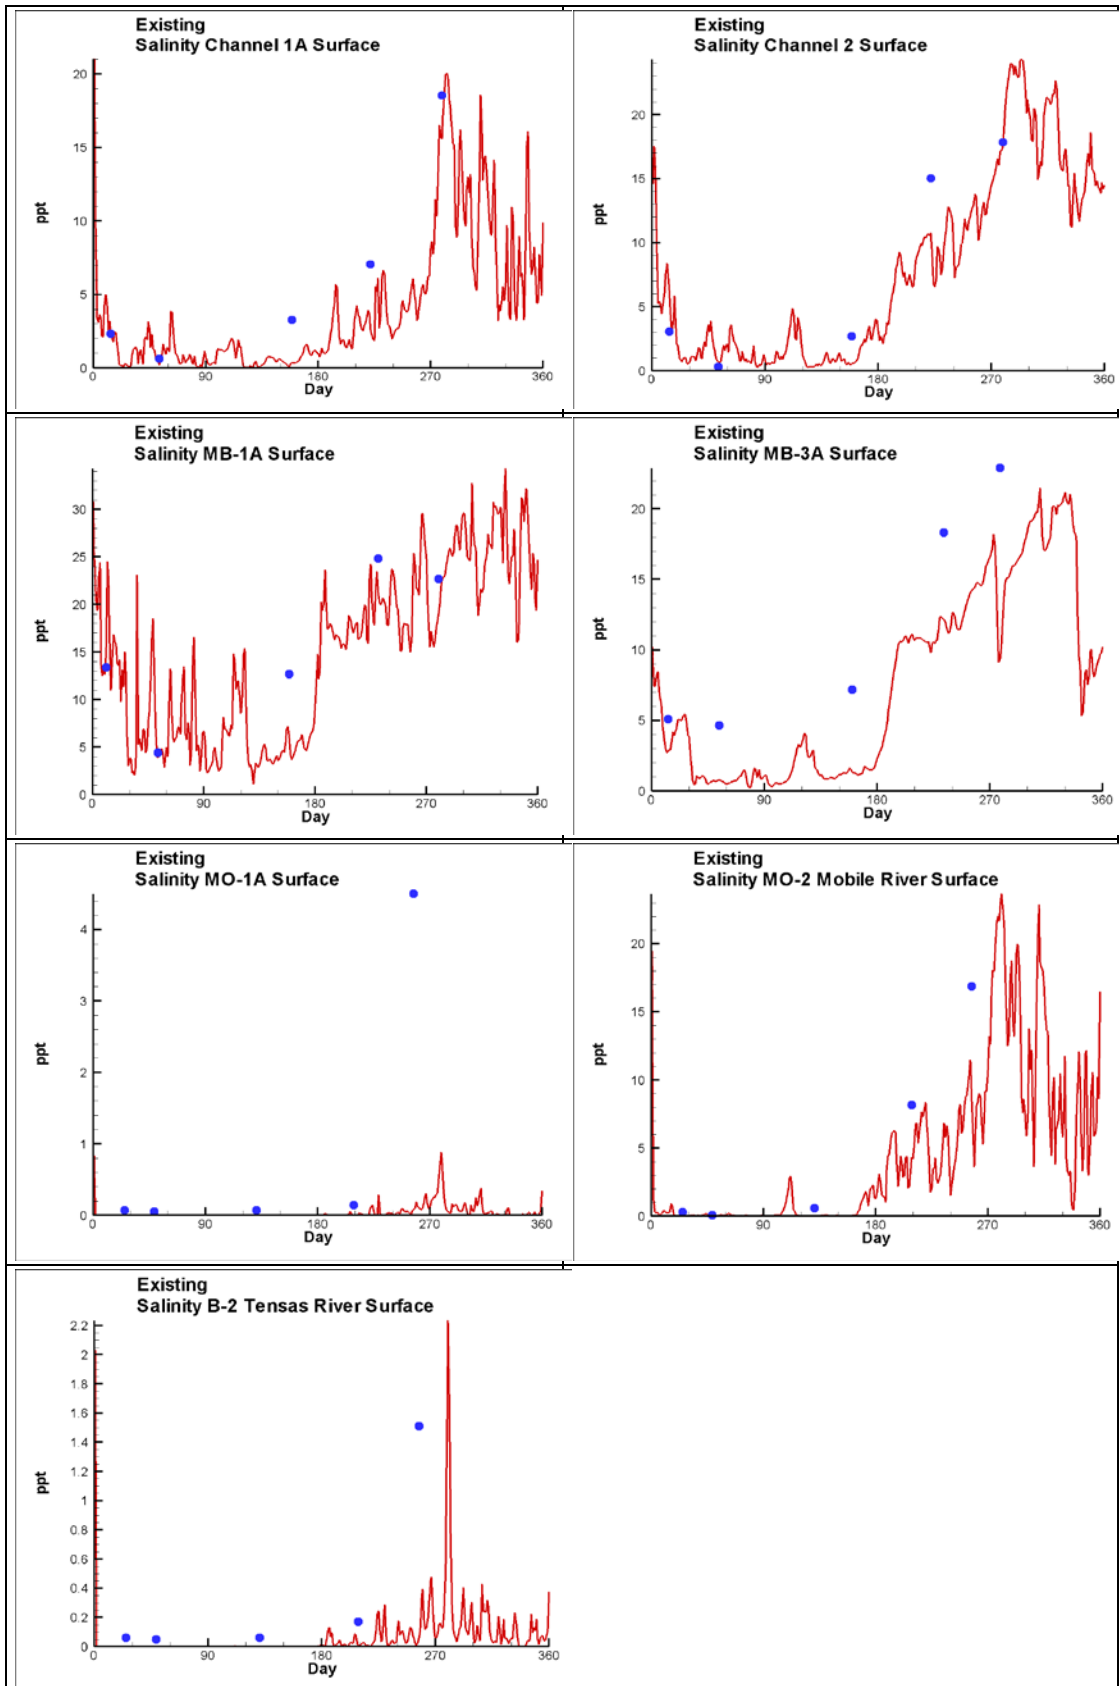 Existing
Salinity Channel 1A Surface
20
15
10
5
0
ppt
0 90 180 270 360
Day
Existing
Salinity Channel 2 Surface
20
15
10
5
0
ppt
0 90 180 270 360
Day
Existing
Salinity MB-1A Surface
30
25
20
15
10
5
0
ppt
0 90 180 270 360
Day
Existing
Salinity MB-3A Surface
20
15
10
5
0
ppt
0 90 180 270 360
Day
Existing
Salinity MO-1A Surface
4
3
2
1
0
ppt
0 90 180 270 360
Day
Existing
Salinity MO-2 Mobile River Surface
20
15
10
5
0
ppt
0 90 180 270 360
Day
Existing
Salinity B-2 Tensas River Surface
2.2
2
1.8
1.6
1.4
1.2
1
0.8
0.6
0.4
0.2
0
ppt
0 90 180 270 360
Day